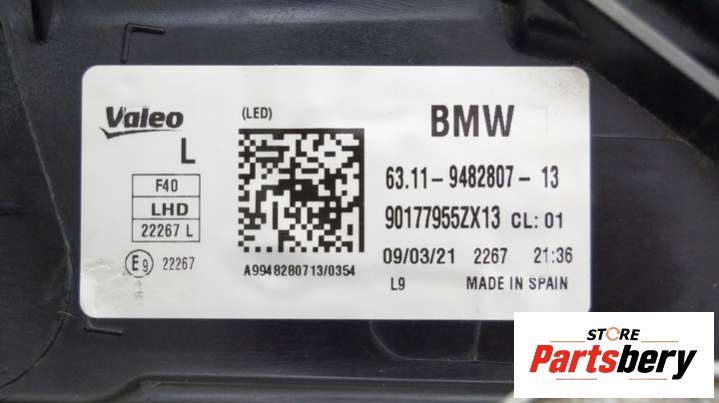 Valeo
(LED)
BMW
L
F40
LHD
22267 L
E9 22267
63.11- 9482807- 13
90177955ZX13 CL: 01
09/03/21 2267 21:36
A9948280713/0354
L9 MADE IN SPAIN
STORE
Partsbery